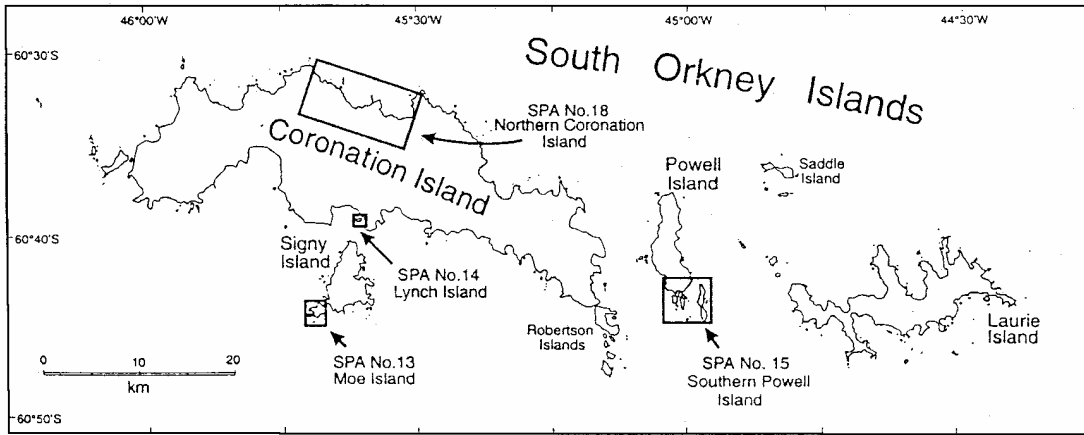 46°00'W
45°30'W
45°00'W
44°30'W
60°30'S
South Orkney Islands
SPA No.18
Northern Coronation
Island
Coronation Island
Powell
Island
Saddle
Island
60°40'S
Signy
Island
SPA No.14
Lynch Island
Robertson
Islands
Laurie
Island
SPA No.13
Moe Island
SPA No. 15
Southern Powell
Island
0 10 20
km
60°50'S